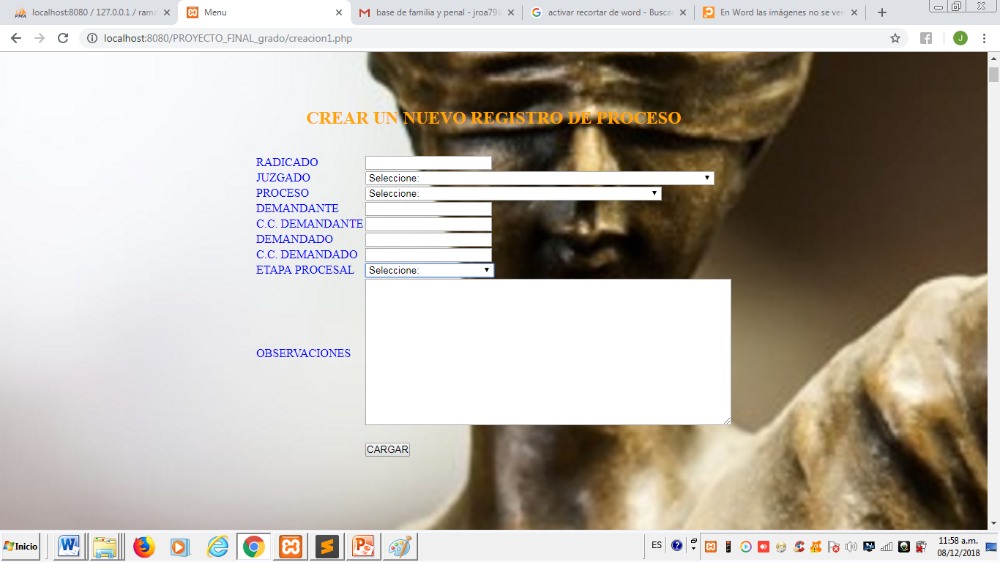 localhost:8080 / 127.0.0.1 / rama
Menu
base de familia y penal - jroa79@
activar recortar de word - Buscar
En Word las imágenes no se ven
localhost:8080/PROYECTO_FINAL_grado/creacion1.php
J
CREAR UN NUEVO REGISTRO DE PROCESO
RADICADO
JUZGADO Seleccione:
PROCESO Seleccione:
DEMANDANTE
C.C. DEMANDANTE
DEMANDADO
C.C. DEMANDADO
ETAPA PROCESAL Seleccione:
OBSERVACIONES
CARGAR
Inicio
ES
11:58 a.m.
08/12/2018